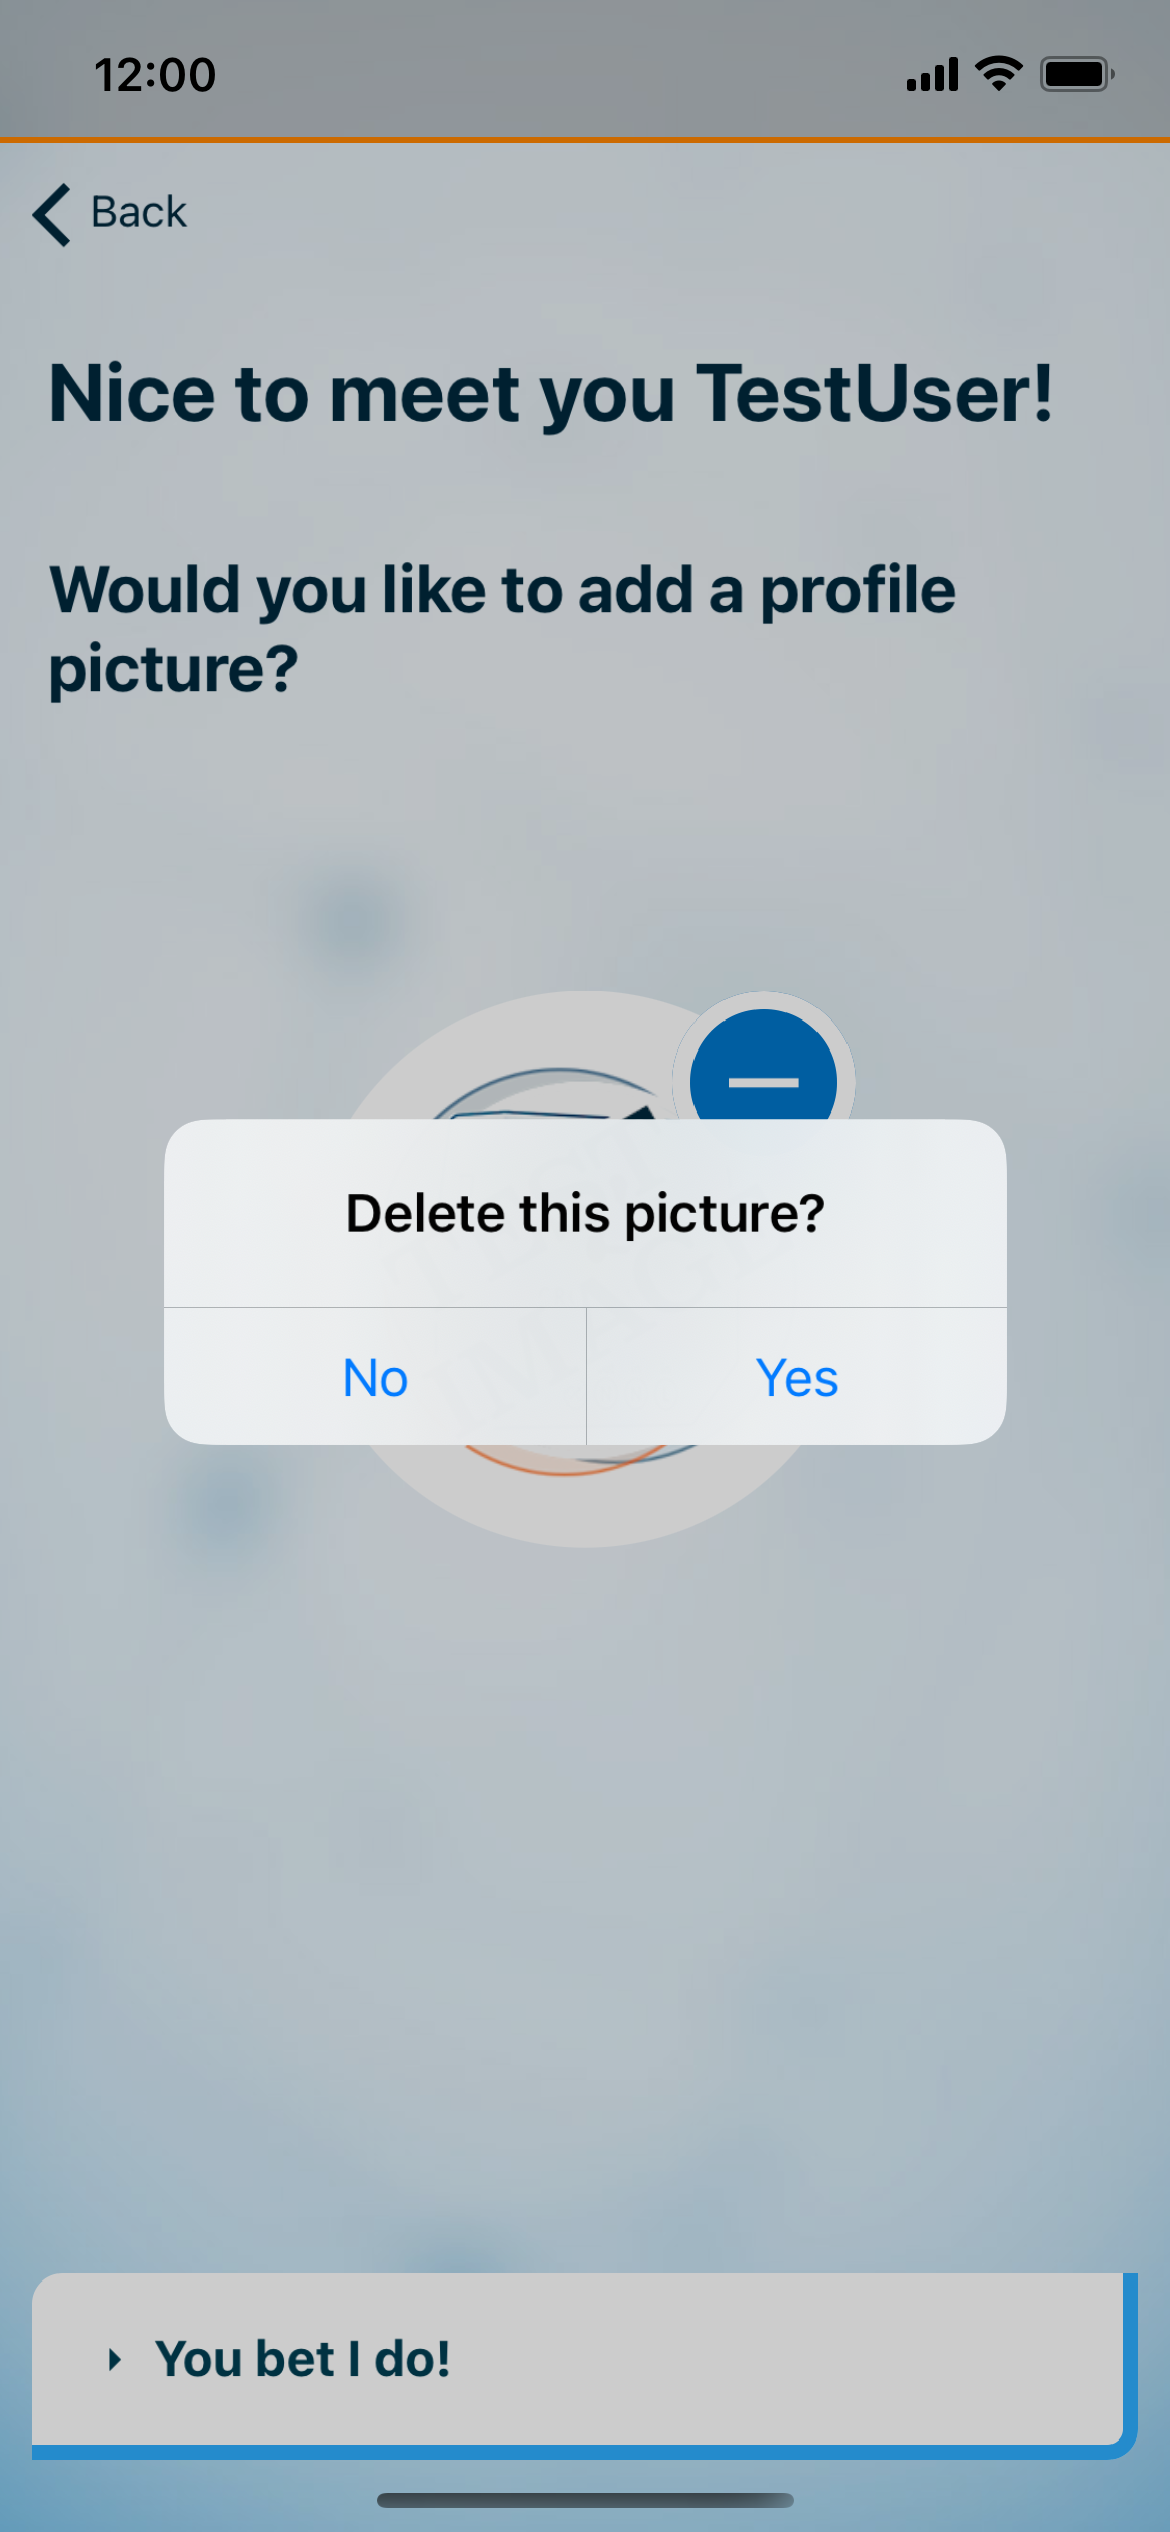 12:00
Back
Nice to meet you TestUser!
Would you like to add a profile
picture?
Delete this picture?
No
Yes
You bet I do!